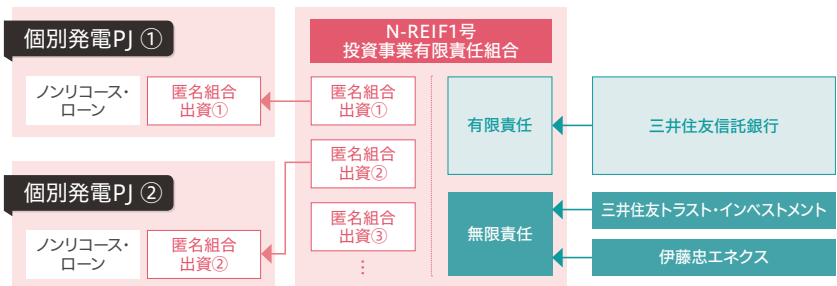 個別発電PJ ①
ノンリコース・
ローン
匿名組合
出資①
個別発電PJ ②
ノンリコース・
ローン
匿名組合
出資②
N-REIF1号
投資事業有限責任組合
匿名組合
出資①
匿名組合
出資②
匿名組合
出資③
⋮
有限責任
無限責任
三井住友信託銀行
三井住友トラスト・インベストメント
伊藤忠エネクス